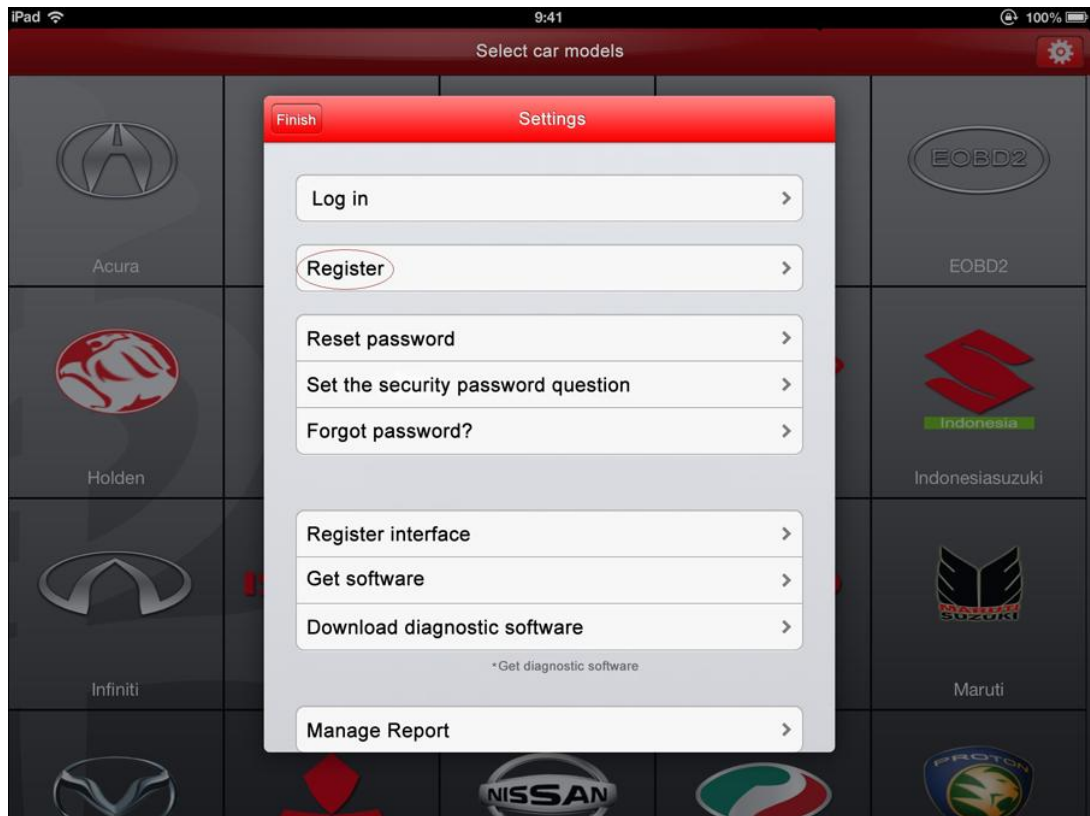 iPad 9:41 100%
Select car models
Finish Settings
EOBD2
Log in
Acura Register EOBD2
Reset password
Set the security password question
Indonesia
Forgot password?
Holden Indonesiasuzuki
Register interface
Get software
MARUTI
SUZUKI
Download diagnostic software
*Get diagnostic software
Infiniti Maruti
Manage Report
PROTON
NISSAN